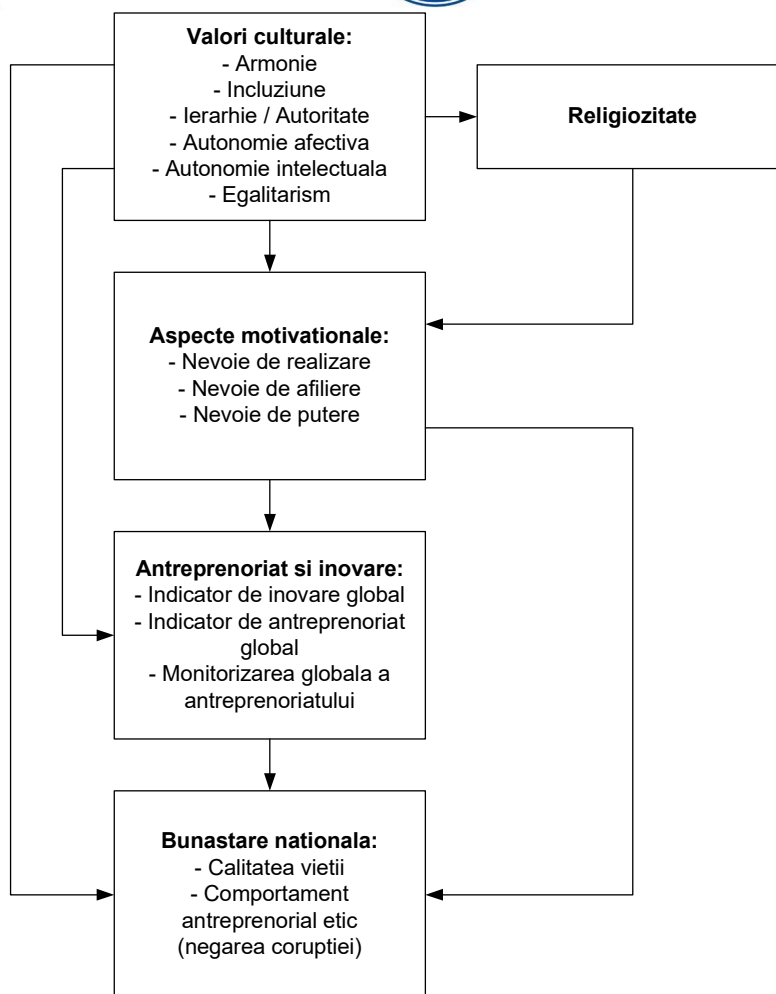 Valori culturale:
- Armonie
- Incluziune
- Ierarhie / Autoritate
- Autonomie afectiva
- Autonomie intelectuala
- Egalitarism
Religiozitate
Aspecte motivationale:
- Nevoie de realizare
- Nevoie de afiliere
- Nevoie de putere
Antreprenoriat si inovare:
- Indicator de inovare global
- Indicator de antreprenoriat
global
- Monitorizarea globala a
antreprenoriatului
Bunastare nationala:
- Calitatea vietii
- Comportament
antreprenorial etic
(negarea coruptiei)